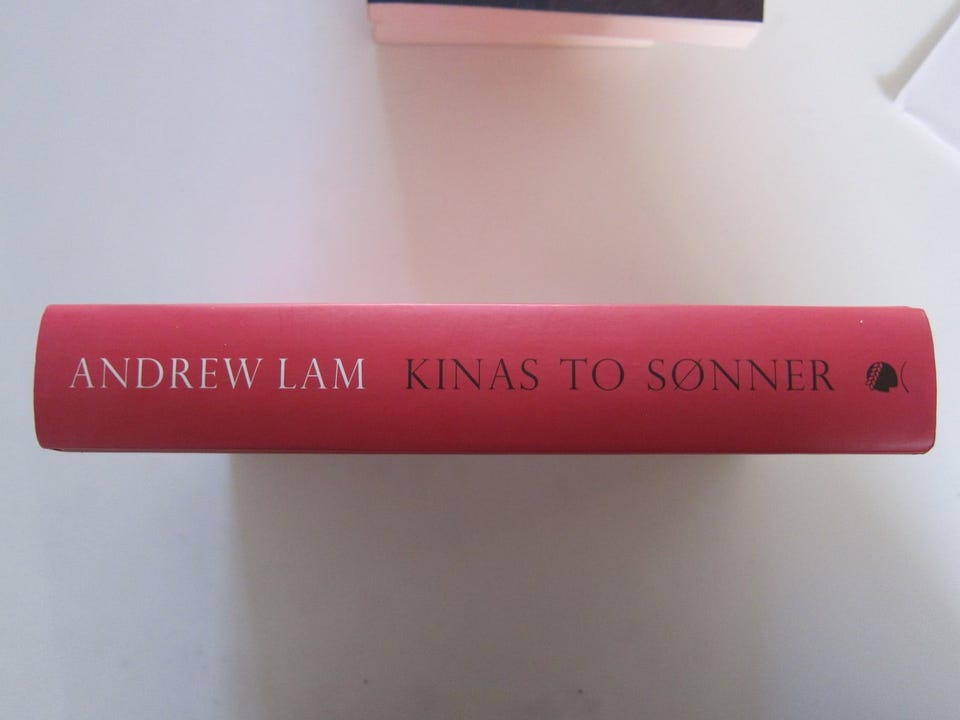 ANDREW LAM KINAS TO SØNNER